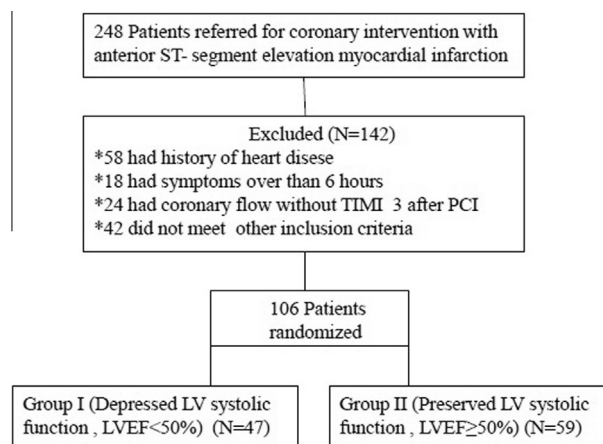 248 Patients referred for coronary intervention with
anterior ST- segment elevation myocardial infarction
Excluded (N=142)
*58 had history of heart disese
*18 had symptoms over than 6 hours
*24 had coronary flow without TIMI 3 after PCI
*42 did not meet other inclusion criteria
106 Patients
randomized
Group I (Depressed LV systolic
function , LVEF<50%) (N=47)
Group II (Preserved LV systolic
function , LVEF≥50%) (N=59)